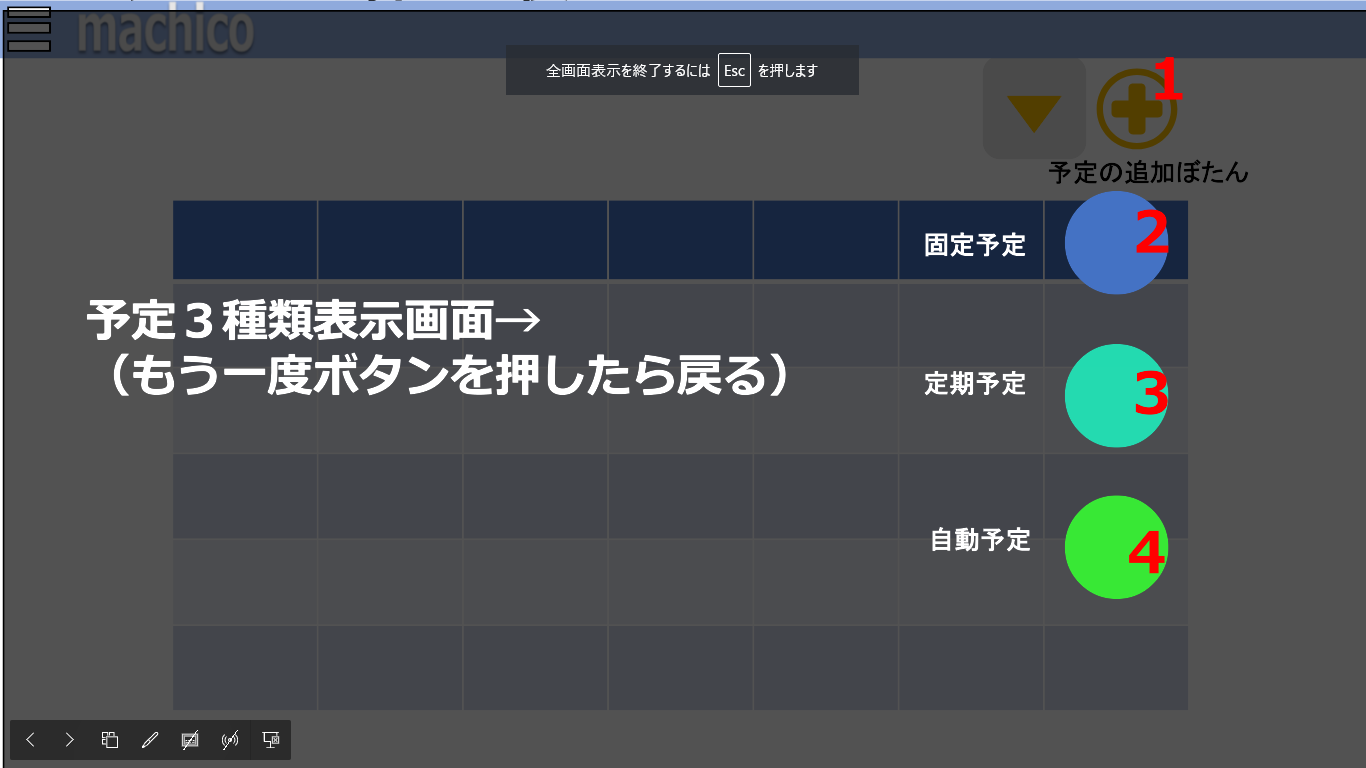 machico
全画面表示を終了するには Esc を押します
1
予定の追加ぼたん
固定予定 2
予定３種類表示画面→
（もう一度ボタンを押したら戻る）
定期予定 3
自動予定 4